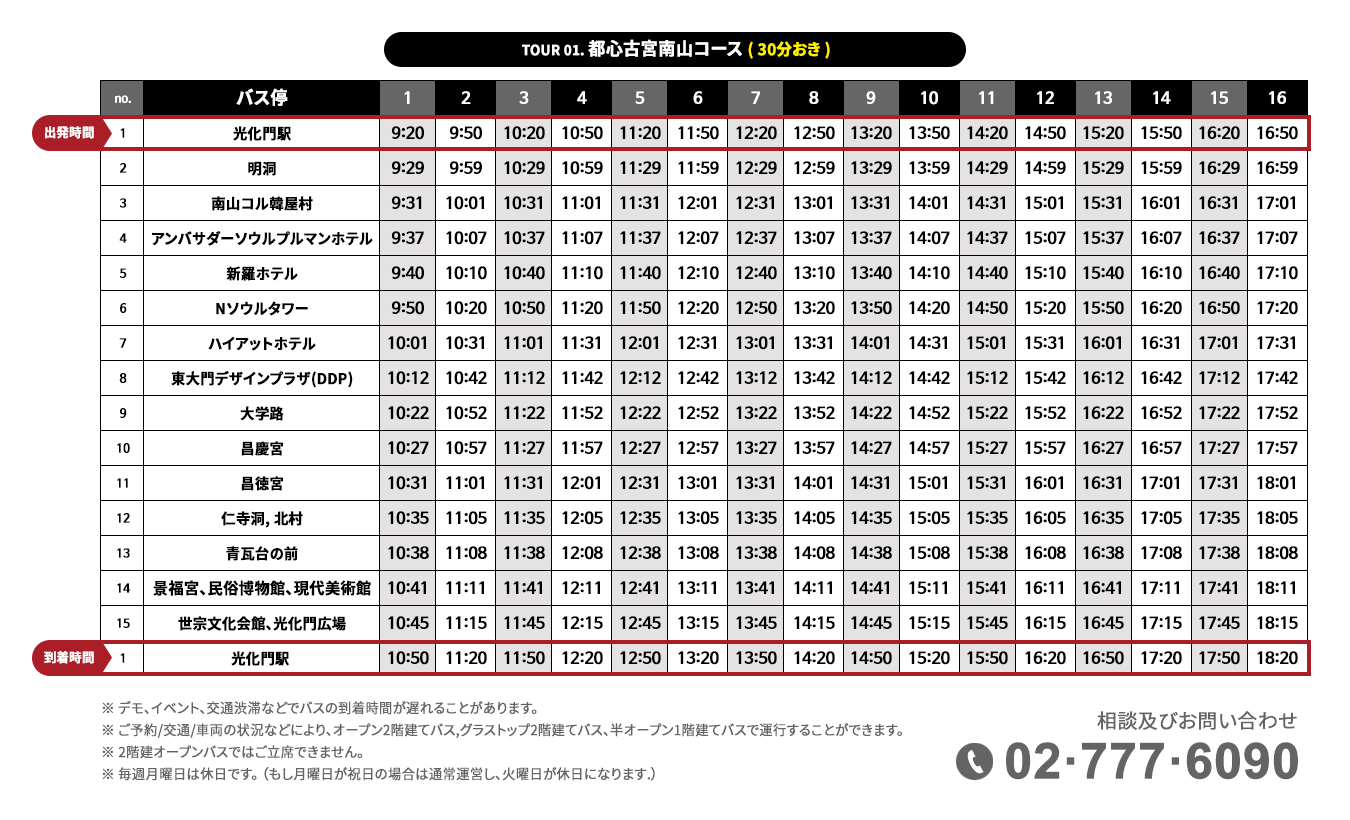 TOUR 01. 都心古宮南山コース ( 30分おき )
no. バス停 1 2 3 4 5 6 7 8 9 10 11 12 13 14 15 16
出発時間 1 光化門駅 9:20 9:50 10:20 10:50 11:20 11:50 12:20 12:50 13:20 13:50 14:20 14:50 15:20 15:50 16:20 16:50
2 明洞 9:29 9:59 10:29 10:59 11:29 11:59 12:29 12:59 13:29 13:59 14:29 14:59 15:29 15:59 16:29 16:59
3 南山コル韓屋村 9:31 10:01 10:31 11:01 11:31 12:01 12:31 13:01 13:31 14:01 14:31 15:01 15:31 16:01 16:31 17:01
4 アンバサダーソウルプルマンホテル 9:37 10:07 10:37 11:07 11:37 12:07 12:37 13:07 13:37 14:07 14:37 15:07 15:37 16:07 16:37 17:07
5 新羅ホテル 9:40 10:10 10:40 11:10 11:40 12:10 12:40 13:10 13:40 14:10 14:40 15:10 15:40 16:10 16:40 17:10
6 Nソウルタワー 9:50 10:20 10:50 11:20 11:50 12:20 12:50 13:20 13:50 14:20 14:50 15:20 15:50 16:20 16:50 17:20
7 ハイアットホテル 10:01 10:31 11:01 11:31 12:01 12:31 13:01 13:31 14:01 14:31 15:01 15:31 16:01 16:31 17:01 17:31
8 東大門デザインプラザ(DDP) 10:12 10:42 11:12 11:42 12:12 12:42 13:12 13:42 14:12 14:42 15:12 15:42 16:12 16:42 17:12 17:42
9 大学路 10:22 10:52 11:22 11:52 12:22 12:52 13:22 13:52 14:22 14:52 15:22 15:52 16:22 16:52 17:22 17:52
10 昌慶宮 10:27 10:57 11:27 11:57 12:27 12:57 13:27 13:57 14:27 14:57 15:27 15:57 16:27 16:57 17:27 17:57
11 昌徳宮 10:31 11:01 11:31 12:01 12:31 13:01 13:31 14:01 14:31 15:01 15:31 16:01 16:31 17:01 17:31 18:01
12 仁寺洞, 北村 10:35 11:05 11:35 12:05 12:35 13:05 13:35 14:05 14:35 15:05 15:35 16:05 16:35 17:05 17:35 18:05
13 青瓦台の前 10:38 11:08 11:38 12:08 12:38 13:08 13:38 14:08 14:38 15:08 15:38 16:08 16:38 17:08 17:38 18:08
14 景福宮、民俗博物館、現代美術館 10:41 11:11 11:41 12:11 12:41 13:11 13:41 14:11 14:41 15:11 15:41 16:11 16:41 17:11 17:41 18:11
15 世宗文化会館、光化門広場 10:45 11:15 11:45 12:15 12:45 13:15 13:45 14:15 14:45 15:15 15:45 16:15 16:45 17:15 17:45 18:15
到着時間 1 光化門駅 10:50 11:20 11:50 12:20 12:50 13:20 13:50 14:20 14:50 15:20 15:50 16:20 16:50 17:20 17:50 18:20
※ デモ、イベント、交通渋滞などでバスの到着時間が遅れることがあります。
※ ご予約/交通/車両の状況などにより、オープン2階建てバス,グラストップ2階建てバス、半オープン1階建てバスで運行することができます。
※ 2階建オープンバスではご立席できません。
※ 毎週月曜日は休日です。（もし月曜日が祝日の場合は通常運営し、火曜日が休日になります.）
相談及びお問い合わせ
02·777·6090